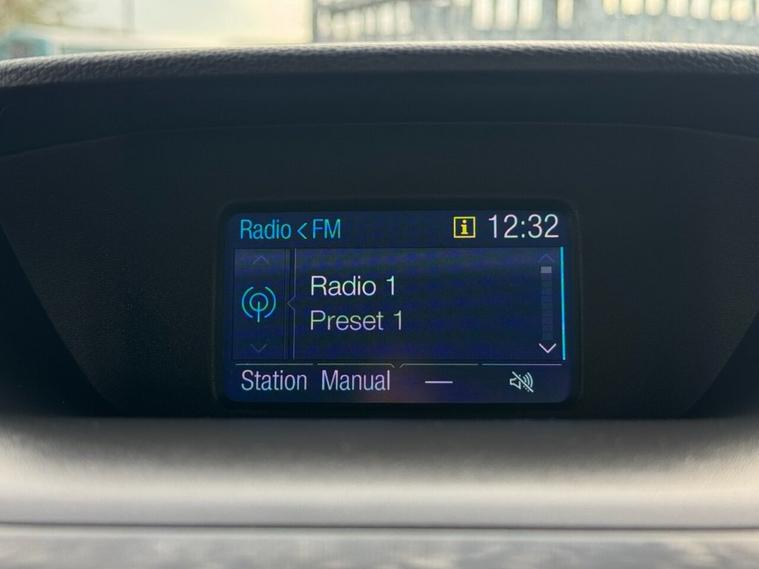 Radio < FM i 12:32
Radio 1
Preset 1
Station Manual —